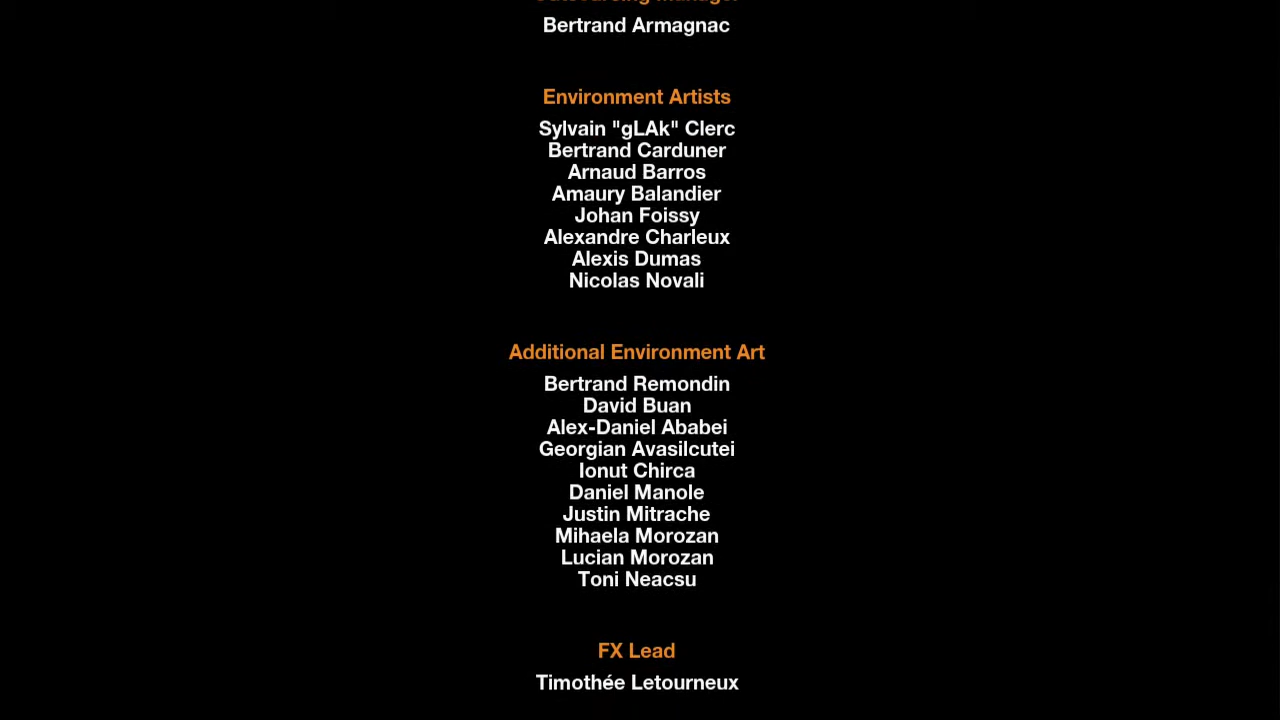 Outsourcing Manager
Bertrand Armagnac
Environment Artists
Sylvain "gLAk" Clerc
Bertrand Carduner
Arnaud Barros
Amaury Balandier
Johan Foissy
Alexandre Charleux
Alexis Dumas
Nicolas Novali
Additional Environment Art
Bertrand Remondin
David Buan
Alex-Daniel Ababei
Georgian Avasilcutei
Ionut Chirca
Daniel Manole
Justin Mitrache
Mihaela Morozan
Lucian Morozan
Toni Neacsu
FX Lead
Timothée Letourneux